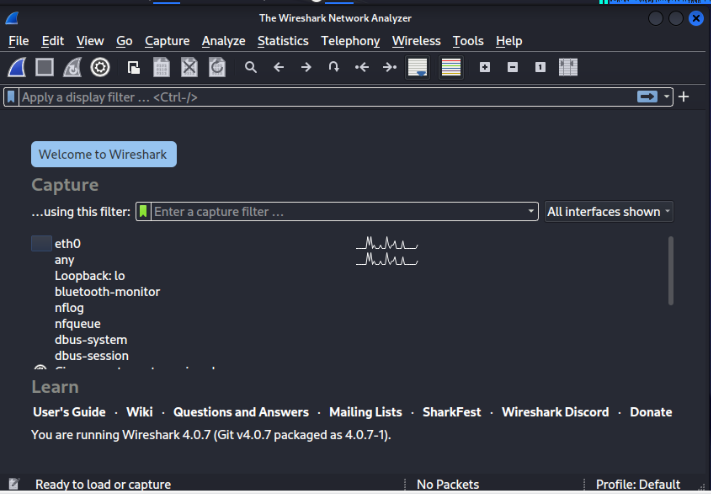 The Wireshark Network Analyzer
File Edit View Go Capture Analyze Statistics Telephony Wireless Tools Help
Apply a display filter ... <Ctrl-/>
Welcome to Wireshark
Capture
...using this filter: Enter a capture filter ... All interfaces shown
eth0
any
Loopback: lo
bluetooth-monitor
nflog
nfqueue
dbus-system
dbus-session
Learn
User's Guide · Wiki · Questions and Answers · Mailing Lists · SharkFest · Wireshark Discord · Donate
You are running Wireshark 4.0.7 (Git v4.0.7 packaged as 4.0.7-1).
Ready to load or capture No Packets Profile: Default